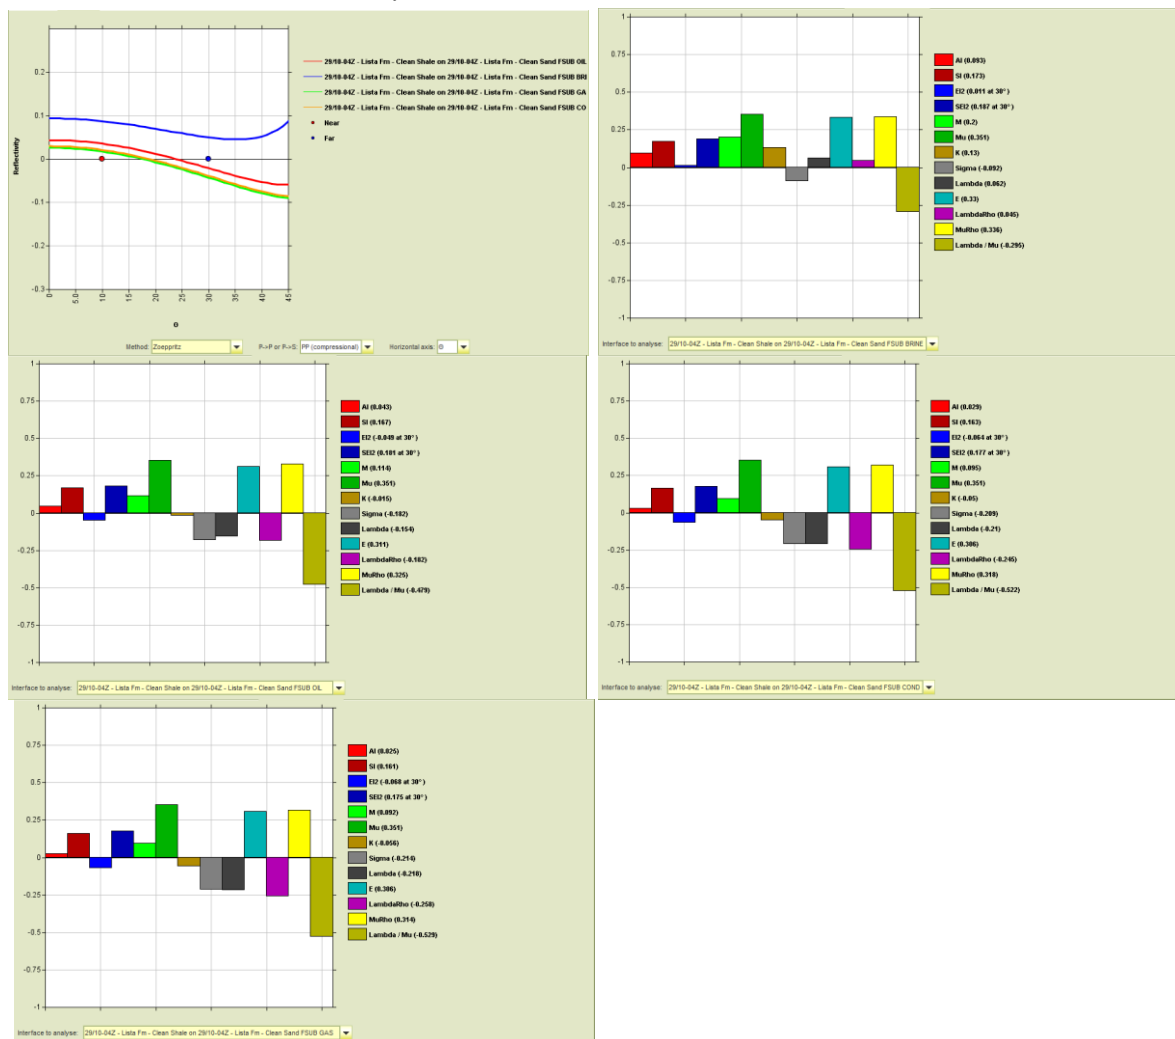 0.2
0.1
0
-0.1
-0.2
-0.3
Reflectivity
0
5.0
10
15
20
25
30
35
40
45
Θ
29/10-04Z - Lista Fm - Clean Shale on 29/10-04Z - Lista Fm - Clean Sand FSUB OIL
29/10-04Z - Lista Fm - Clean Shale on 29/10-04Z - Lista Fm - Clean Sand FSUB BRI
29/10-04Z - Lista Fm - Clean Shale on 29/10-04Z - Lista Fm - Clean Sand FSUB GA
29/10-04Z - Lista Fm - Clean Shale on 29/10-04Z - Lista Fm - Clean Sand FSUB CO
Near
Far
Method: Zoeppritz P->P or P->S: PP (compressional) Horizontal axis: Θ
1
0.75
0.5
0.25
0
-0.25
-0.5
-0.75
-1
AI (0.093)
SI (0.173)
EI2 (0.011 at 30°)
SEI2 (0.187 at 30°)
M (0.2)
Mu (0.351)
K (0.13)
Sigma (-0.092)
Lambda (0.062)
E (0.33)
LambdaRho (0.045)
MuRho (0.336)
Lambda / Mu (-0.295)
Interface to analyse: 29/10-04Z - Lista Fm - Clean Shale on 29/10-04Z - Lista Fm - Clean Sand FSUB BRINE
0.75
0.5
0.25
0
-0.25
-0.5
-0.75
-1
AI (0.043)
SI (0.167)
EI2 (-0.049 at 30°)
SEI2 (0.181 at 30°)
M (0.114)
Mu (0.351)
K (-0.015)
Sigma (-0.182)
Lambda (-0.154)
E (0.311)
LambdaRho (-0.182)
MuRho (0.325)
Lambda / Mu (-0.479)
Interface to analyse: 29/10-04Z - Lista Fm - Clean Shale on 29/10-04Z - Lista Fm - Clean Sand FSUB OIL
0.75
0.5
0.25
0
-0.25
-0.5
-0.75
-1
AI (0.029)
SI (0.163)
EI2 (-0.064 at 30°)
SEI2 (0.177 at 30°)
M (0.095)
Mu (0.351)
K (-0.05)
Sigma (-0.209)
Lambda (-0.21)
E (0.306)
LambdaRho (-0.245)
MuRho (0.318)
Lambda / Mu (-0.522)
Interface to analyse: 29/10-04Z - Lista Fm - Clean Shale on 29/10-04Z - Lista Fm - Clean Sand FSUB COND
1
0.75
0.5
0.25
0
-0.25
-0.5
-0.75
-1
AI (0.025)
SI (0.161)
EI2 (-0.068 at 30°)
SEI2 (0.175 at 30°)
M (0.092)
Mu (0.351)
K (-0.056)
Sigma (-0.214)
Lambda (-0.218)
E (0.306)
LambdaRho (-0.258)
MuRho (0.314)
Lambda / Mu (-0.529)
Interface to analyse: 29/10-04Z - Lista Fm - Clean Shale on 29/10-04Z - Lista Fm - Clean Sand FSUB GAS